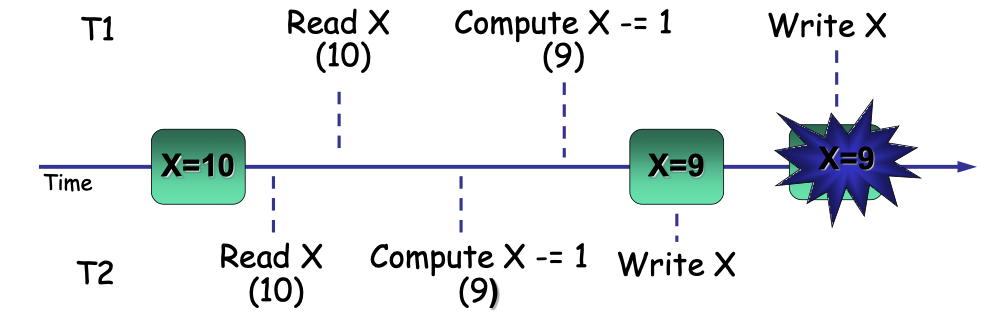 T1
Read X
(10)
Compute X -= 1
(9)
Write X
X=10
X=9
X=9
Time
T2
Read X
(10)
Compute X -= 1
(9)
Write X